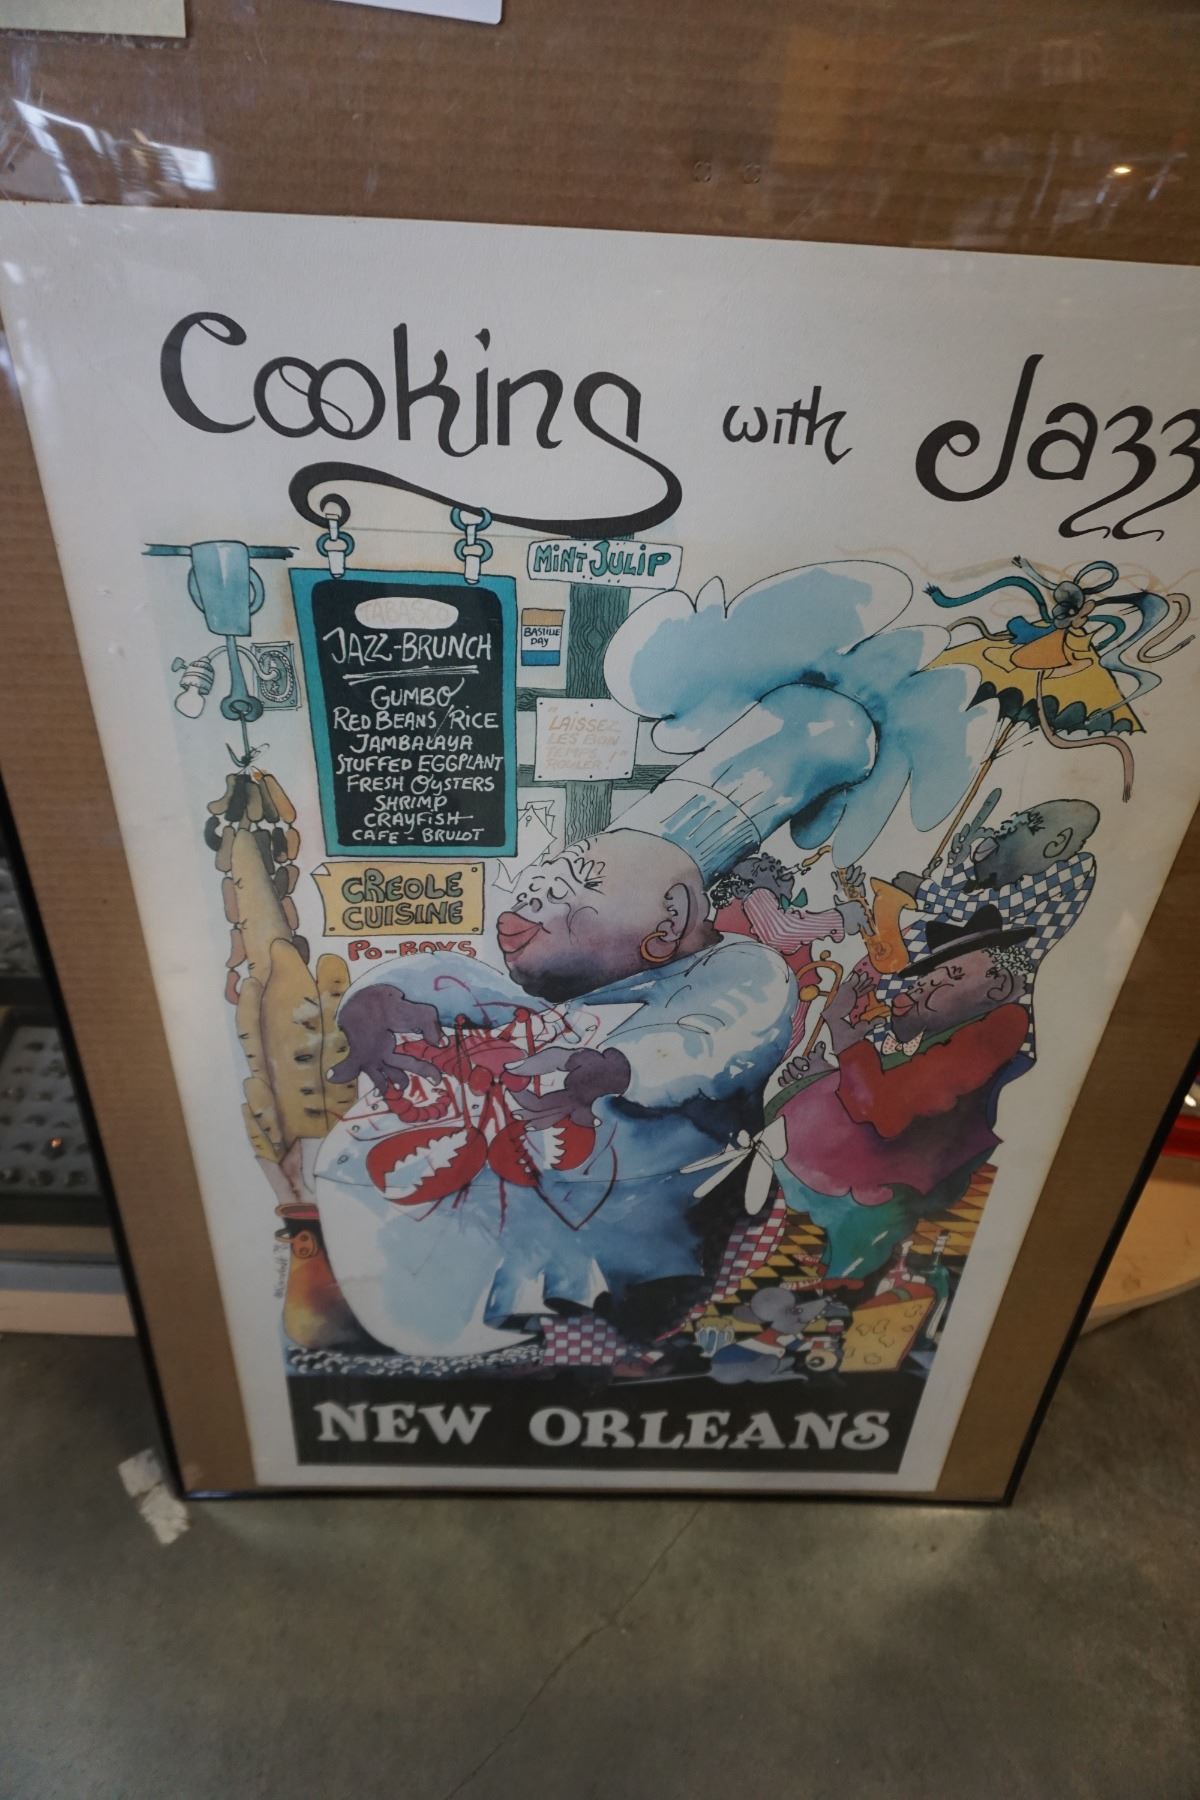 Cooking with Jazz
MINT JULIP
TABASCO
JAZZ-BRUNCH
GUMBO
RED BEANS/RICE
JAMBALAYA
STUFFED EGGPLANT
FRESH OYSTERS
SHRIMP
CRAYFISH
CAFE - BRULOT
BASTILLE
DAY
"LAISSEZ
LES BON
TEMPS
ROULER!"
CREOLE
CUISINE
PO-BOYS
NEW ORLEANS